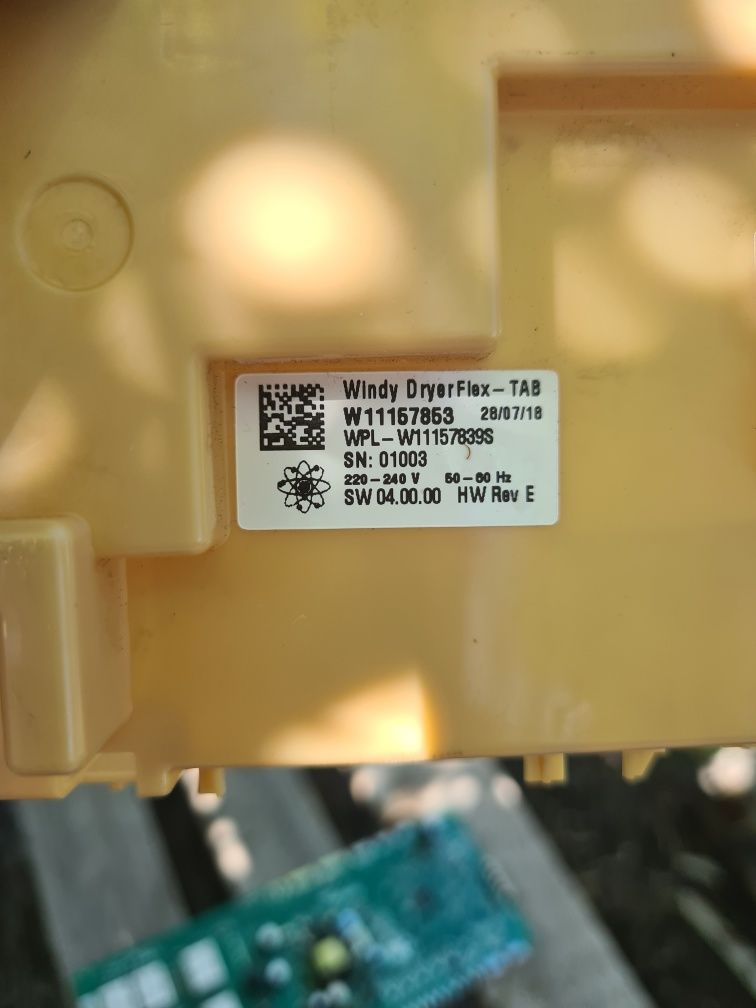 Windy DryerFlex-TAB
W11157853 28/07/18
WPL-W11157839S
SN: 01003
220-240 V 50-60 Hz
SW 04.00.00 HW Rev E